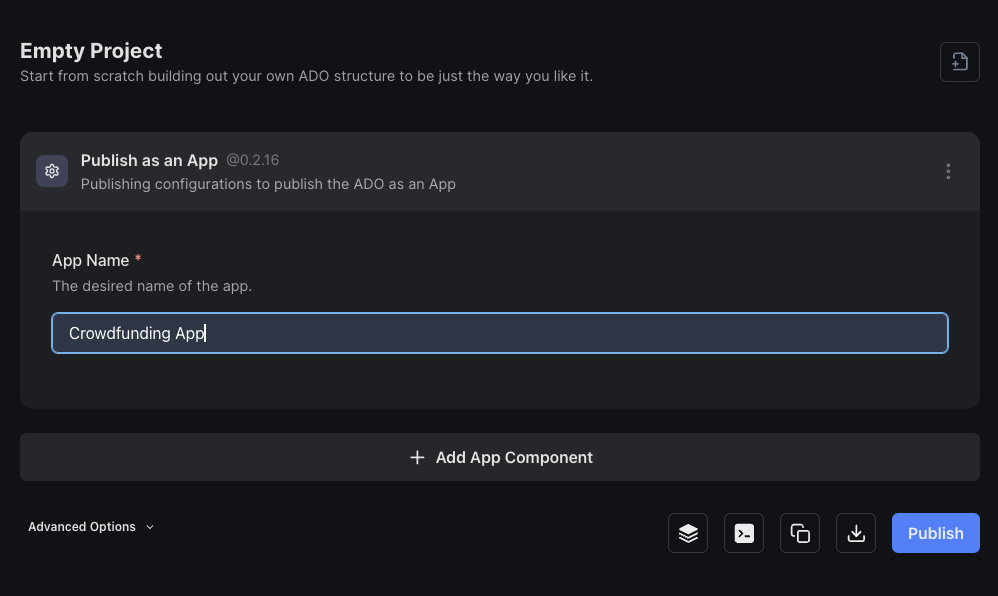 Empty Project
Start from scratch building out your own ADO structure to be just the way you like it.
Publish as an App @0.2.16
Publishing configurations to publish the ADO as an App
App Name *
The desired name of the app.
Crowdfunding App
Add App Component
Advanced Options
Publish